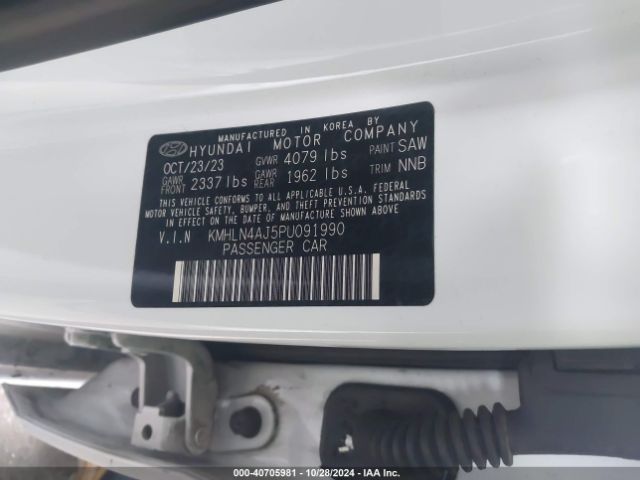 MANUFACTURED IN KOREA BY
HYUNDAI MOTOR COMPANY
OCT/23/23 GVWR 4079 lbs PAINT SAW
GAWR FRONT 2337 lbs GAWR REAR 1962 lbs TRIM NNB
THIS VEHICLE CONFORMS TO ALL APPLICABLE U.S.A. FEDERAL
MOTOR VEHICLE SAFETY, BUMPER, AND THEFT PREVENTION STANDARDS
IN EFFECT ON THE DATE OF MANUFACTURE SHOWN ABOVE.
V.I.N KMHLN4AJ5PU091990
PASSENGER CAR
000-40705981 - 10/28/2024 - IAA Inc.